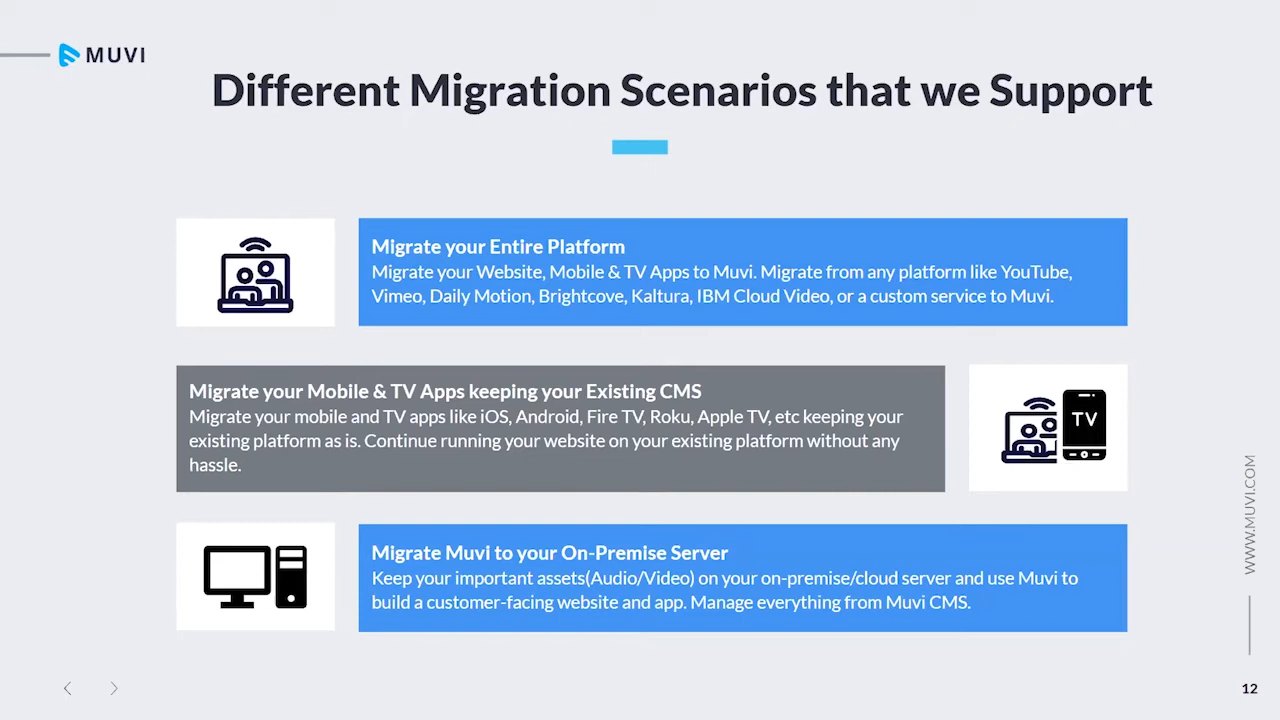 MUVI
Different Migration Scenarios that we Support
Migrate your Entire Platform
Migrate your Website, Mobile & TV Apps to Muvi. Migrate from any platform like YouTube,
Vimeo, Daily Motion, Brightcove, Kaltura, IBM Cloud Video, or a custom service to Muvi.
Migrate your Mobile & TV Apps keeping your Existing CMS
Migrate your mobile and TV apps like iOS, Android, Fire TV, Roku, Apple TV, etc keeping your
existing platform as is. Continue running your website on your existing platform without any
hassle.
TV
Migrate Muvi to your On-Premise Server
Keep your important assets(Audio/Video) on your on-premise/cloud server and use Muvi to
build a customer-facing website and app. Manage everything from Muvi CMS.
WWW.MUVI.COM
12